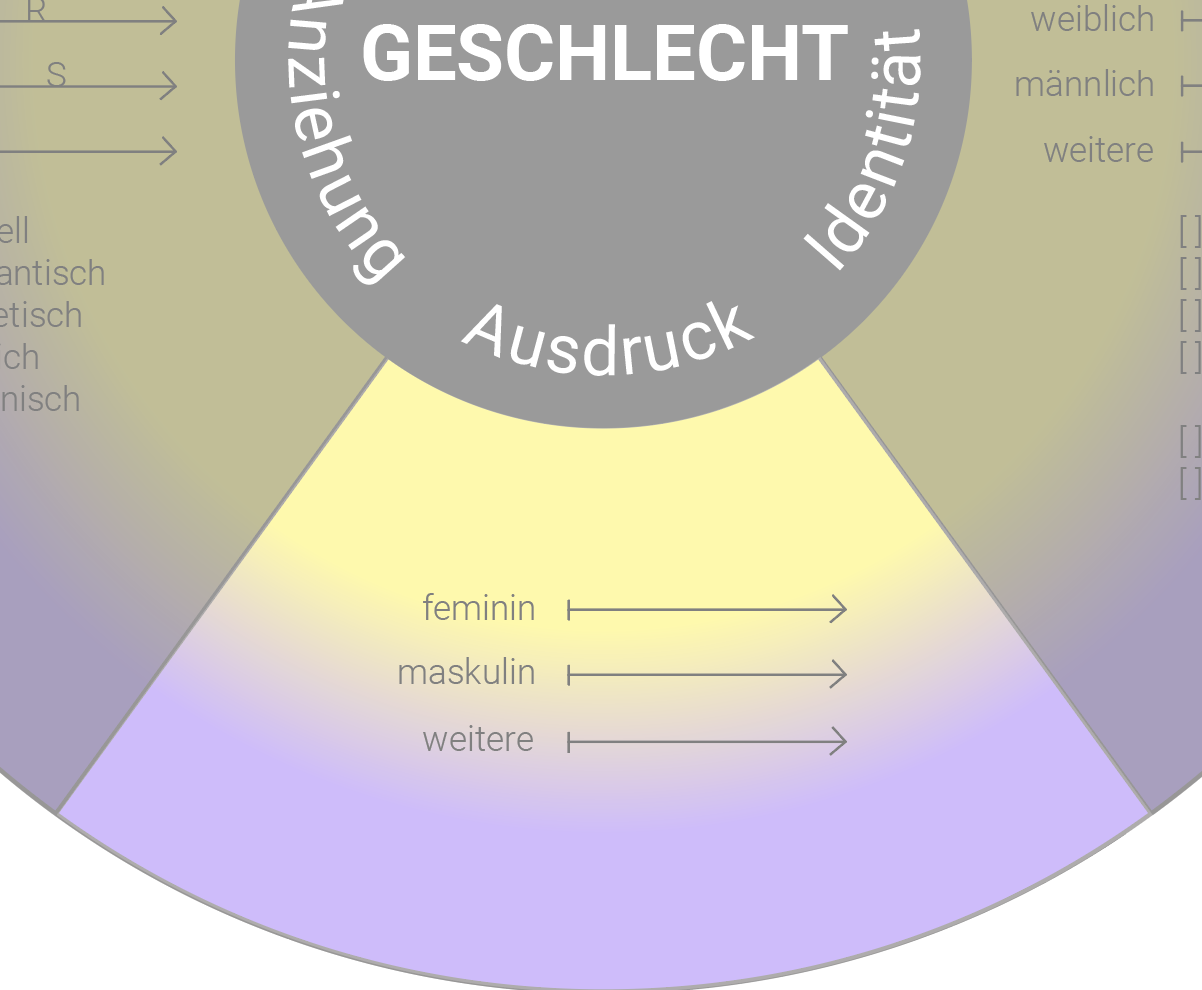 R
S
GESCHLECHT
Anziehung
Identität
Ausdruck
weiblich
männlich
weitere
ell
antisch
etisch
ich
nisch
[ ]
[ ]
[ ]
[ ]
[ ]
[ ]
feminin
maskulin
weitere